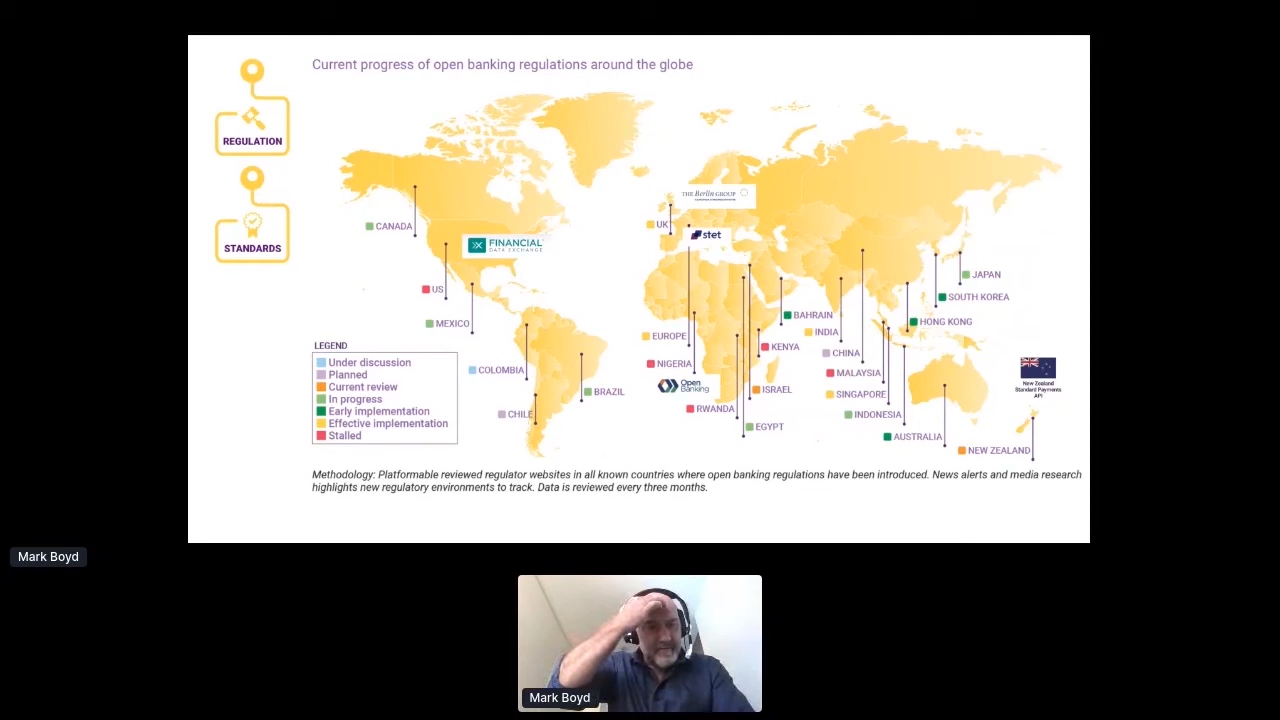 Current progress of open banking regulations around the globe
REGULATION
STANDARDS
CANADA
FINANCIAL
DATA EXCHANGE
US
MEXICO
COLOMBIA
CHILE
BRAZIL
THE Berlin GROUP
UK
stet
EUROPE
NIGERIA
Open
Banking
RWANDA
EGYPT
ISRAEL
KENYA
BAHRAIN
INDIA
CHINA
MALAYSIA
SINGAPORE
INDONESIA
AUSTRALIA
NEW ZEALAND
HONG KONG
SOUTH KOREA
JAPAN
New Zealand
Standard Payments
API
LEGEND
Under discussion
Planned
Current review
In progress
Early implementation
Effective implementation
Stalled
Methodology: Platformable reviewed regulator websites in all known countries where open banking regulations have been introduced. News alerts and media research
highlights new regulatory environments to track. Data is reviewed every three months.
Mark Boyd
Mark Boyd